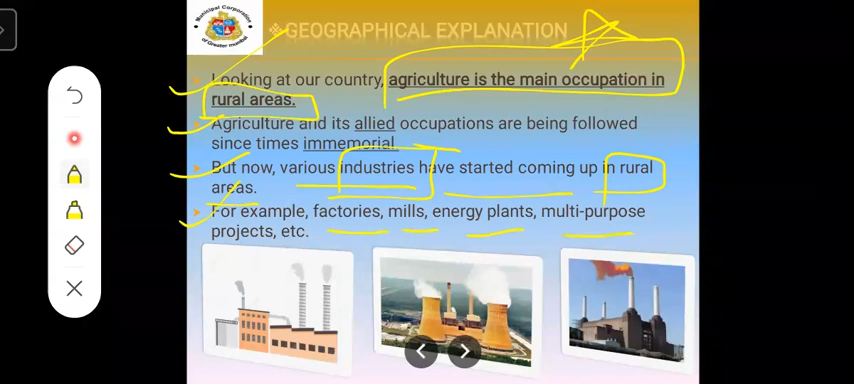 Municipal Corporation
of Greater mumbai
❖GEOGRAPHICAL EXPLANATION
Looking at our country, agriculture is the main occupation in
rural areas.
Agriculture and its allied occupations are being followed
since times immemorial.
But now, various industries have started coming up in rural
areas.
For example, factories, mills, energy plants, multi-purpose
projects, etc.